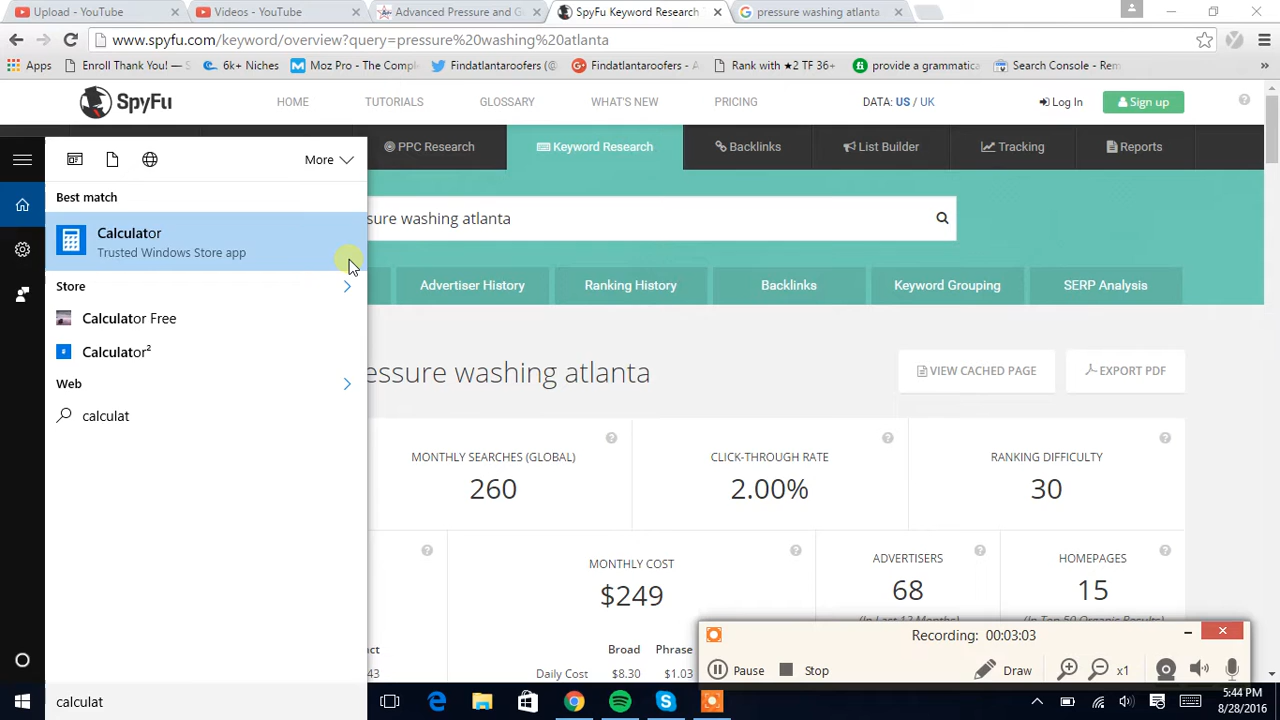 Upload - YouTube
Videos - YouTube
Advanced Pressure and G
SpyFu Keyword Research
pressure washing atlanta
www.spyfu.com/keyword/overview?query=pressure%20washing%20atlanta
Apps
Enroll Thank You! —
6k+ Niches
Moz Pro - The Comple
Findatlantaroofers (@
Findatlantaroofers - A
Rank with ★2 TF 36+
provide a grammatica
Search Console - Rem
SpyFu
HOME
TUTORIALS
GLOSSARY
WHAT'S NEW
PRICING
DATA: US / UK
Log In
Sign up
PPC Research
Keyword Research
Backlinks
List Builder
Tracking
Reports
More
Best match
Calculator
Trusted Windows Store app
sure washing atlanta
Store
Advertiser History
Ranking History
Backlinks
Keyword Grouping
SERP Analysis
Calculator Free
Calculator²
Web
calculat
essure washing atlanta
VIEW CACHED PAGE
EXPORT PDF
MONTHLY SEARCHES (GLOBAL)
260
CLICK-THROUGH RATE
2.00%
RANKING DIFFICULTY
30
MONTHLY COST
$249
ADVERTISERS
68
HOMEPAGES
15
act
Broad
Phrase
43
Daily Cost
$8.30
$1.03
Recording: 00:03:03
Pause
Stop
Draw
x1
calculat
5:44 PM
8/28/2016